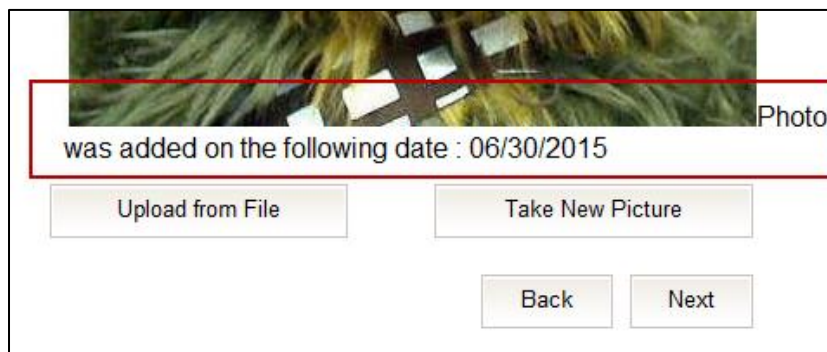 Photo
was added on the following date : 06/30/2015
Upload from File
Take New Picture
Back
Next